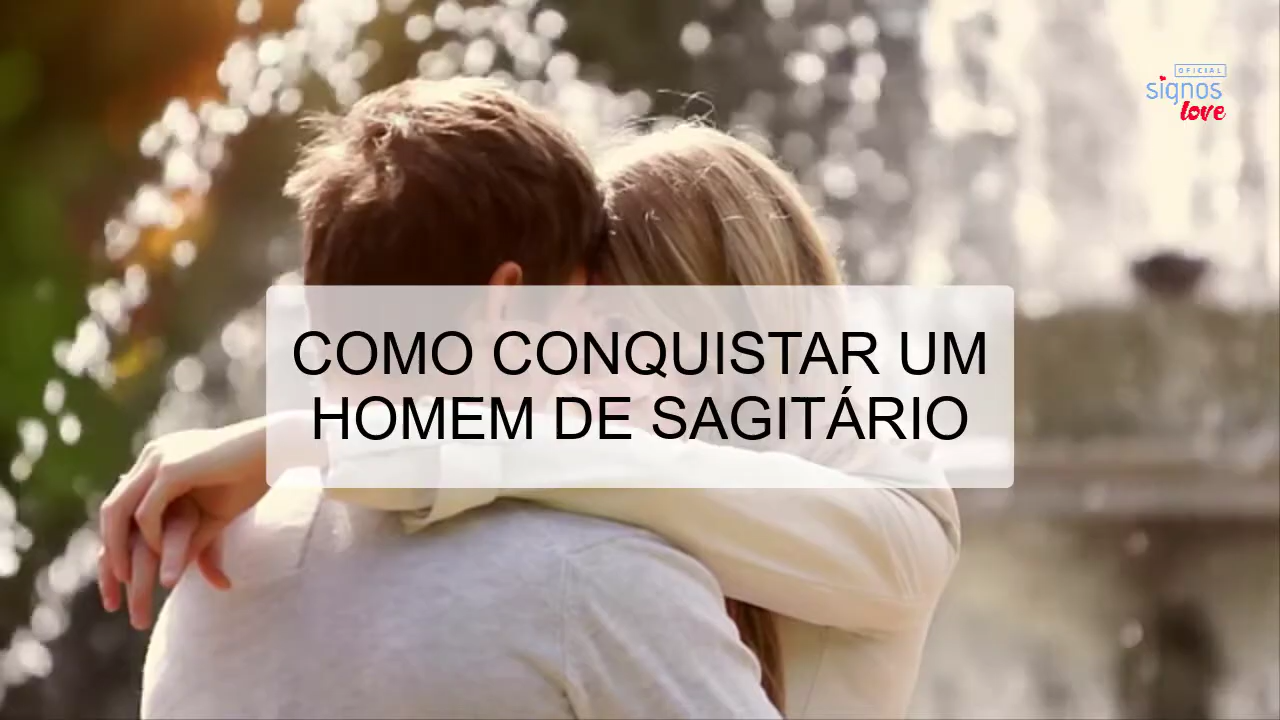 OFICIAL
signos
love
COMO CONQUISTAR UM
HOMEM DE SAGITÁRIO